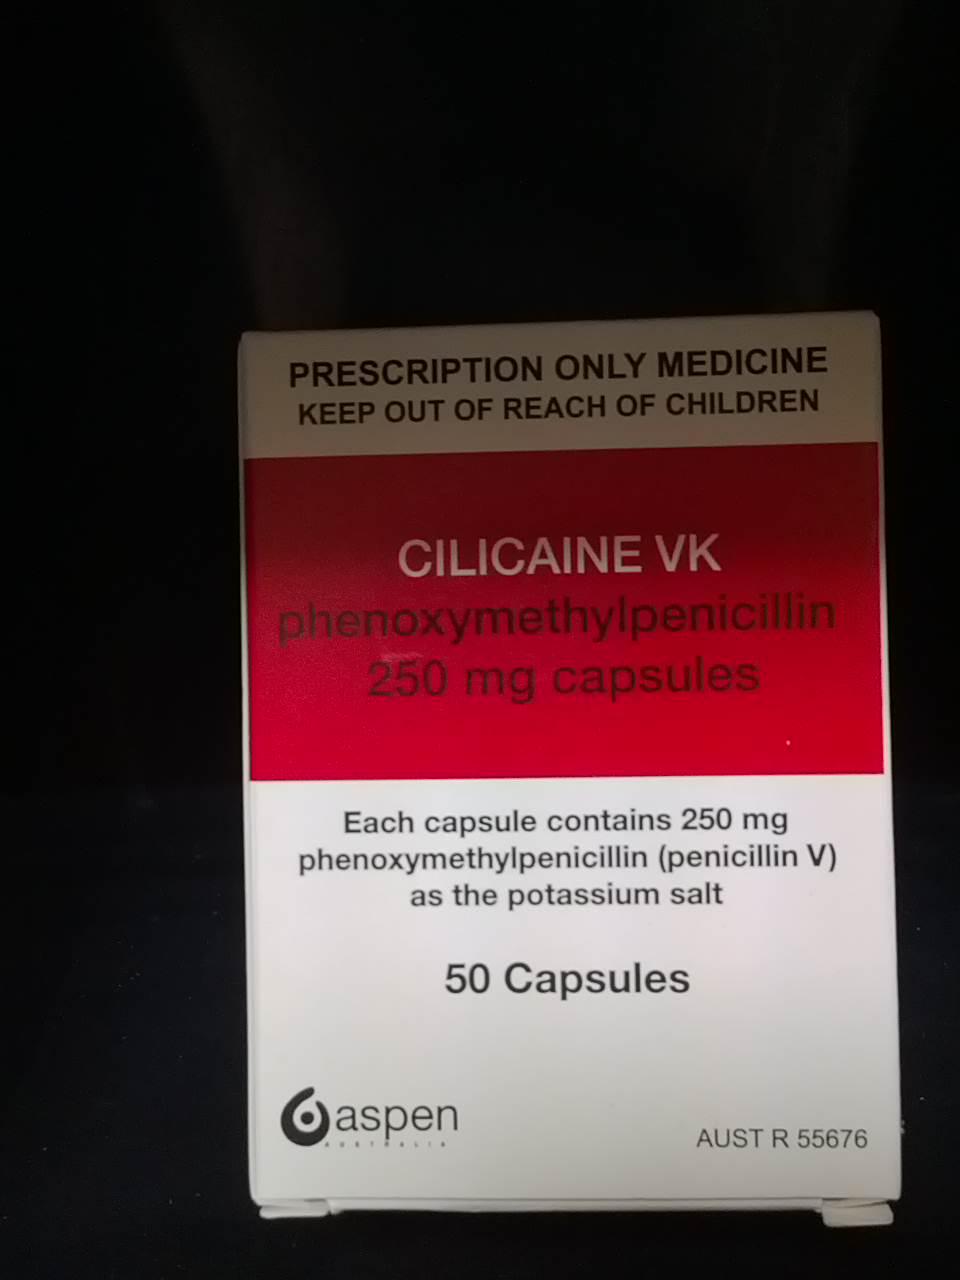 PRESCRIPTION ONLY MEDICINE
KEEP OUT OF REACH OF CHILDREN
CILICAINE VK
phenoxymethylpenicillin
250 mg capsules
Each capsule contains 250 mg
phenoxymethylpenicillin (penicillin V)
as the potassium salt
50 Capsules
aspen
AUSTRALIA
AUST R 55676